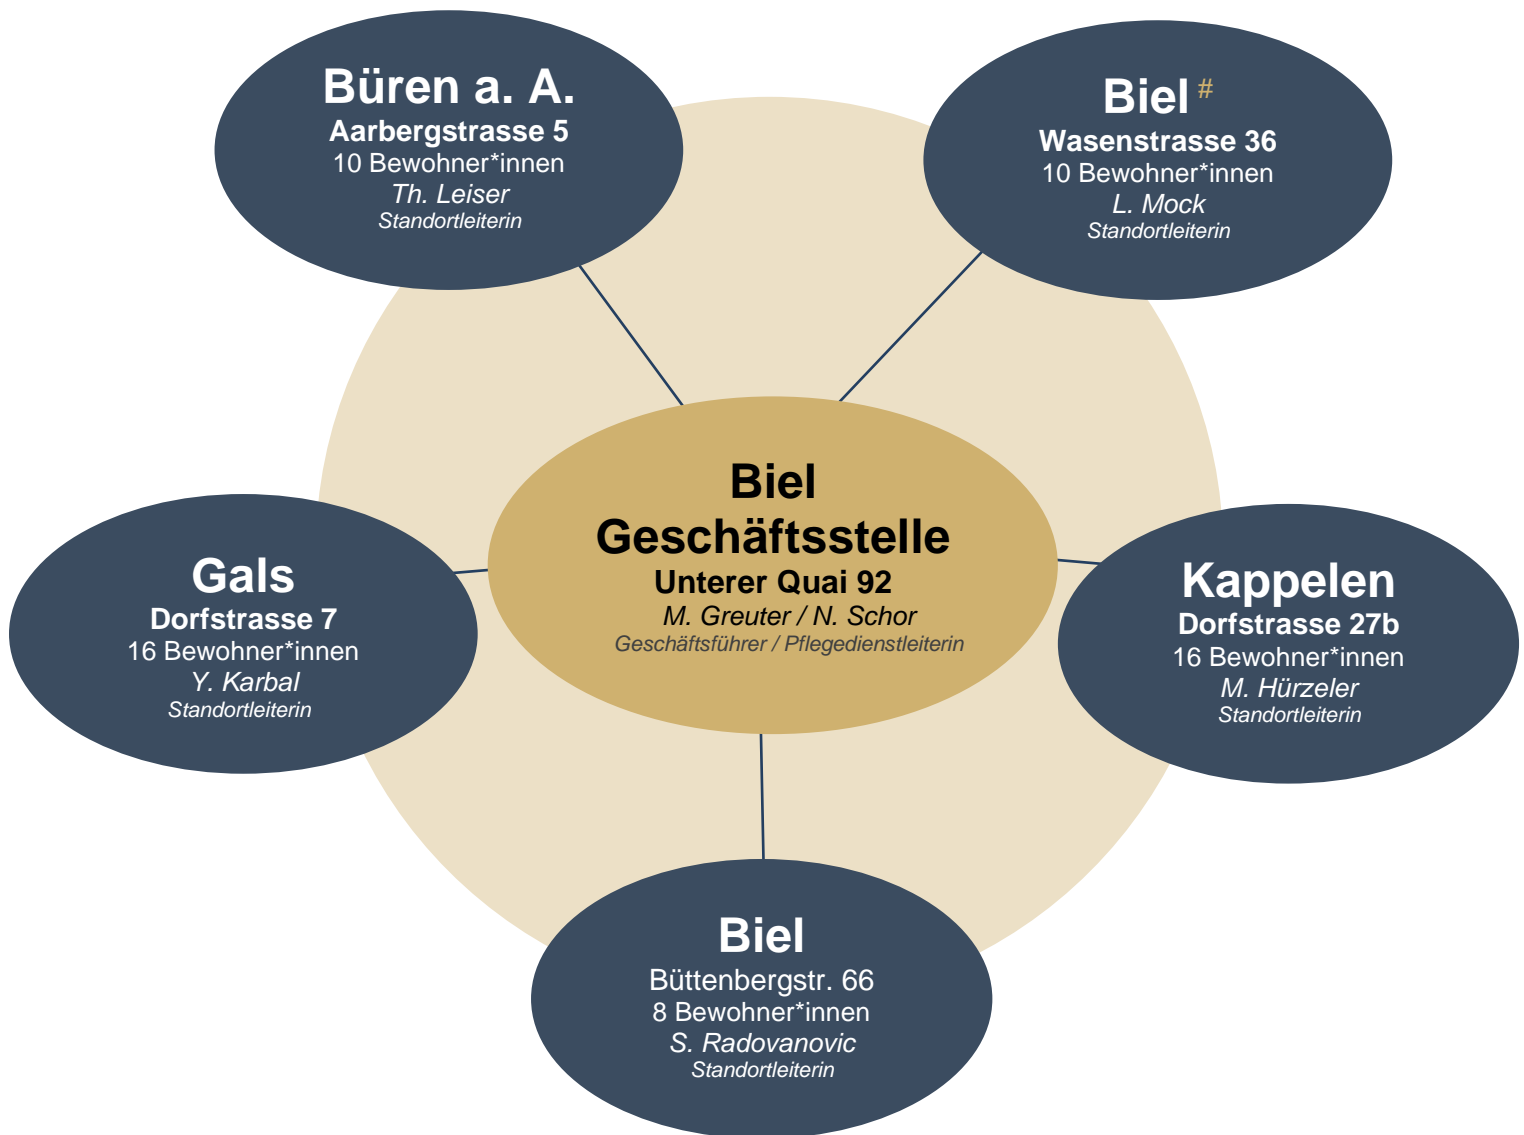 Büren a. A.
Aarbergstrasse 5
10 Bewohner*innen
Th. Leiser
Standortleiterin
Biel #
Wasenstrasse 36
10 Bewohner*innen
L. Mock
Standortleiterin
Biel
Geschäftsstelle
Unterer Quai 92
M. Greuter / N. Schor
Geschäftsführer / Pflegedienstleiterin
Gals
Dorfstrasse 7
16 Bewohner*innen
Y. Karbal
Standortleiterin
Kappelen
Dorfstrasse 27b
16 Bewohner*innen
M. Hürzeler
Standortleiterin
Biel
Büttenbergstr. 66
8 Bewohner*innen
S. Radovanovic
Standortleiterin